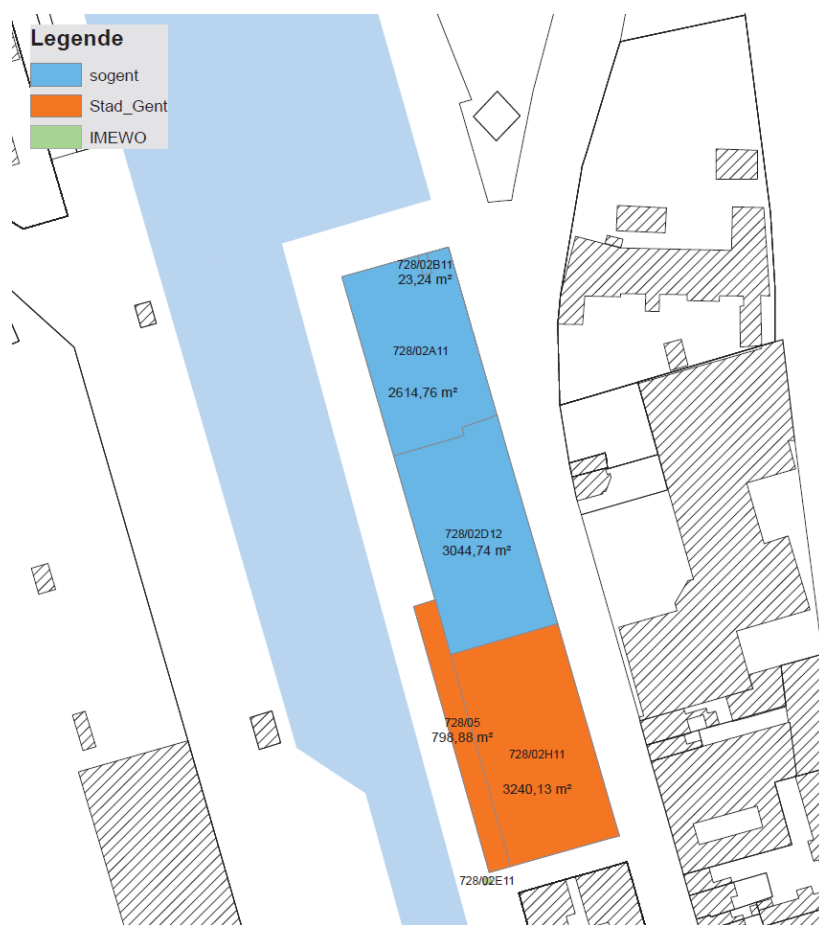 Legende
sogent
Stad_Gent
IMEWO
728/02B11
23,24 m²
728/02A11
2614,76 m²
728/02D12
3044,74 m²
728/05
798,88 m²
728/02H11
3240,13 m²
728/02E11